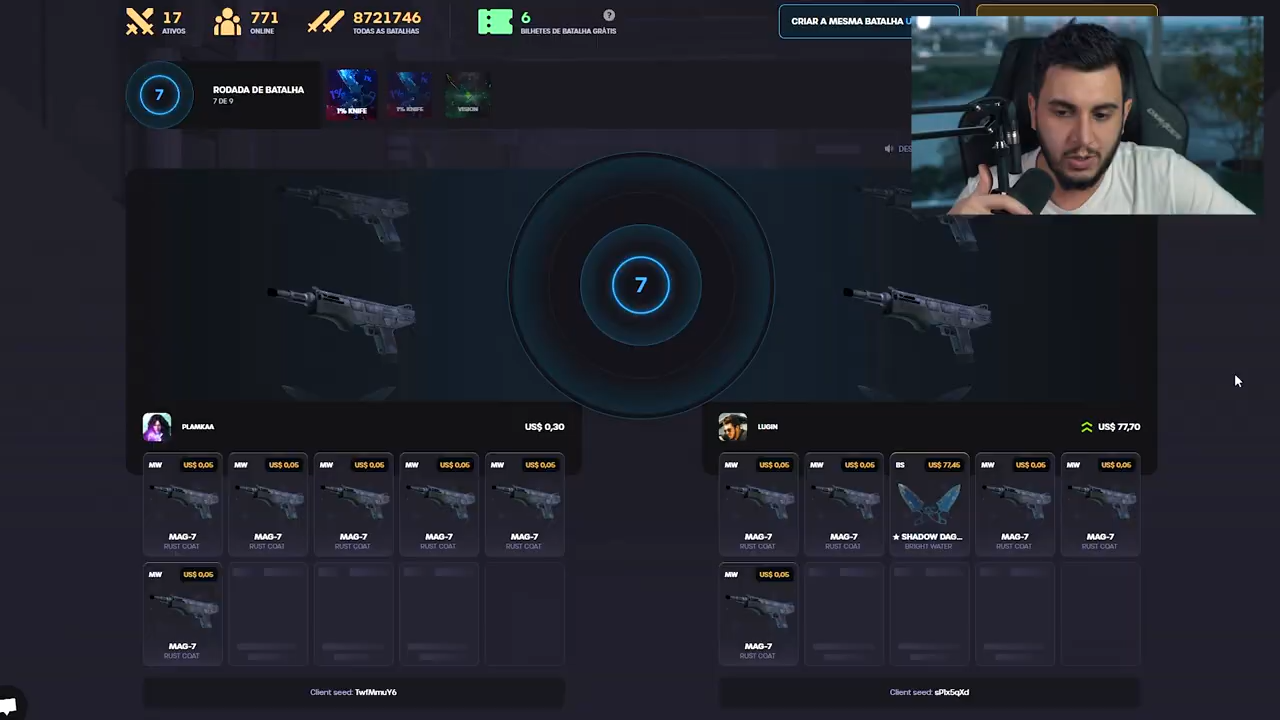 17
ATIVOS
771
ONLINE
8721746
TODAS AS BATALHAS
6
?
BILHETES DE BATALHA GRÁTIS
CRIAR A MESMA BATALHA
7
RODADA DE BATALHA
7 DE 9
1% KNIFE
1% KNIFE
7
PLAMKAA
US$ 0,30
LUGIN
US$ 77,70
MW US$ 0,05
MAG-7
RUST COAT
MW US$ 0,05
MAG-7
RUST COAT
MW US$ 0,05
MAG-7
RUST COAT
MW US$ 0,05
MAG-7
RUST COAT
MW US$ 0,05
MAG-7
RUST COAT
MW US$ 0,05
MAG-7
RUST COAT
MW US$ 0,05
MAG-7
RUST COAT
MW US$ 0,05
MAG-7
RUST COAT
BS US$ 77,45
★ SHADOW DAG...
BRIGHT WATER
MW US$ 0,05
MAG-7
RUST COAT
MW US$ 0,05
MAG-7
RUST COAT
MW US$ 0,05
MAG-7
RUST COAT
Client seed: TwfMmuY6
Client seed: sP1x5qXd